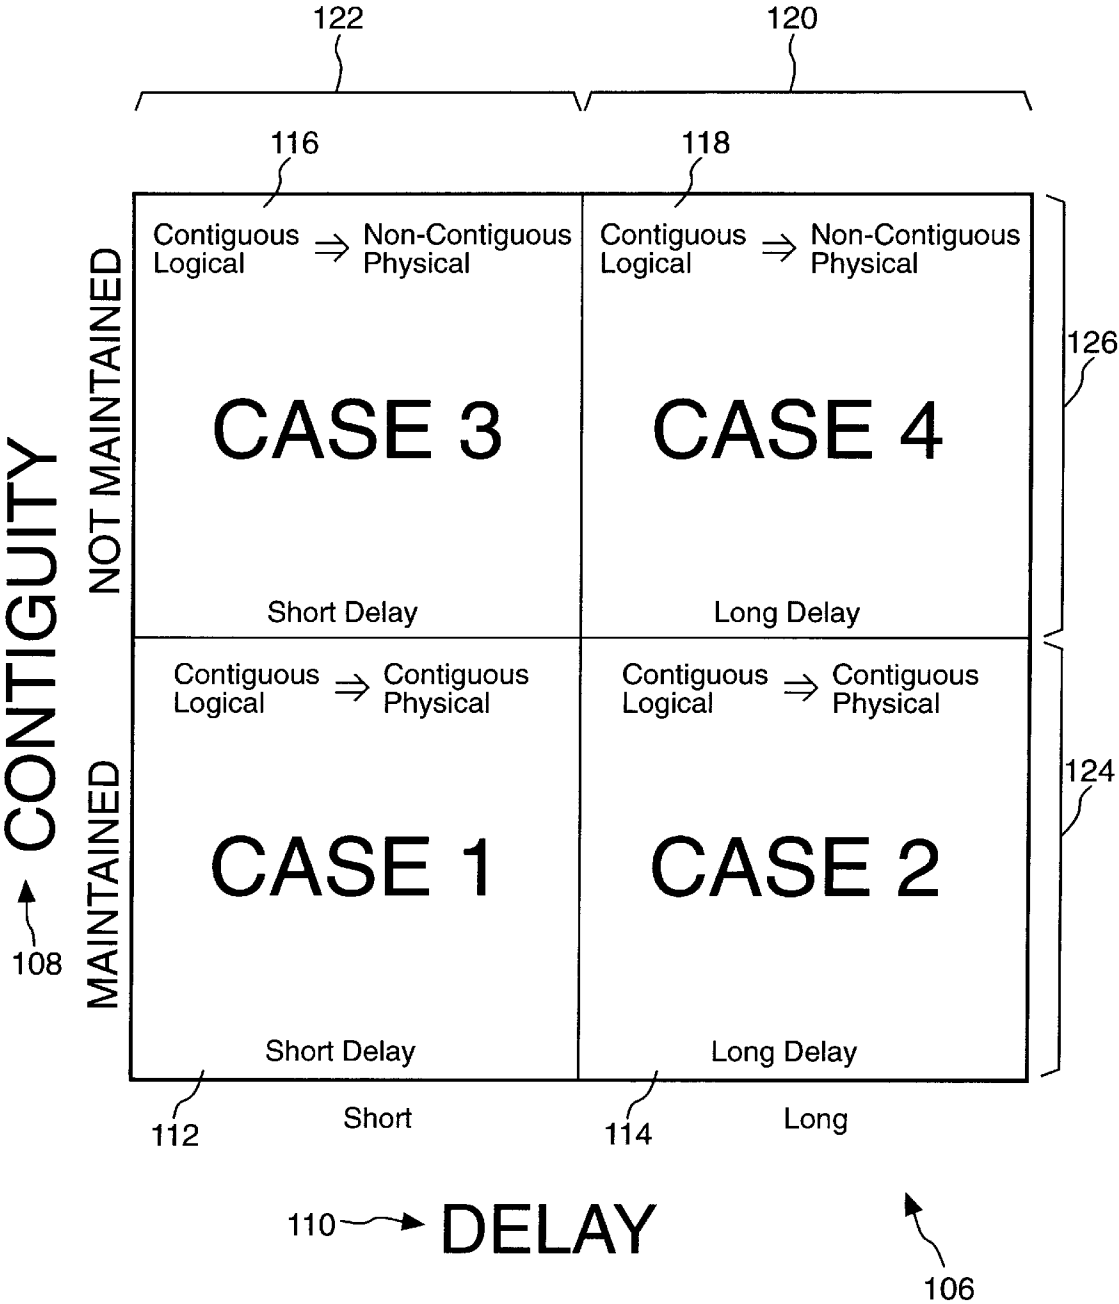 122
120
116
118
Contiguous Logical ⇒ Non-Contiguous Physical
Contiguous Logical ⇒ Non-Contiguous Physical
126
NOT MAINTAINED
CASE 3
CASE 4
Short Delay
Long Delay
CONTIGUITY
Contiguous Logical ⇒ Contiguous Physical
Contiguous Logical ⇒ Contiguous Physical
124
MAINTAINED
CASE 1
CASE 2
108
Short Delay
Long Delay
112
Short
114
Long
110
DELAY
106